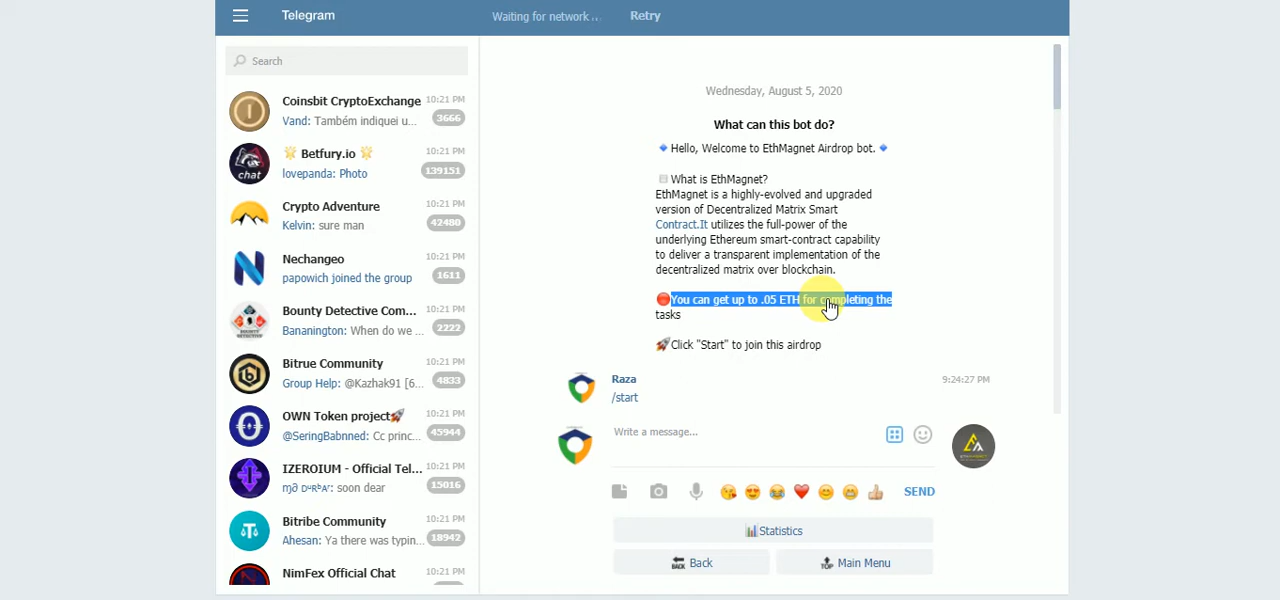 Telegram
Waiting for network ...
Retry
Search
Coinsbit CryptoExchange 10:21 PM
Vand: Também indiquei u... 3666
🌟 Betfury.io 🌟 10:21 PM
lovepanda: Photo 139151
Crypto Adventure 10:21 PM
Kelvin: sure man 42480
Nechangeo 10:21 PM
papowich joined the group 1611
Bounty Detective Com... 10:21 PM
Bananington: When do we ... 2222
Bitrue Community 10:21 PM
Group Help: @Kazhak91 [6... 4833
OWN Token project🚀 10:21 PM
@SeringBabnned: Cc princ... 45944
IZEROIUM - Official Tel... 10:21 PM
soon dear 15016
Bitribe Community 10:21 PM
Ahesan: Ya there was typin... 18942
NimFex Official Chat 10:21 PM
chat
Wednesday, August 5, 2020
What can this bot do?
🔹Hello, Welcome to EthMagnet Airdrop bot.🔹
What is EthMagnet?
EthMagnet is a highly-evolved and upgraded
version of Decentralized Matrix Smart
Contract.It utilizes the full-power of the
underlying Ethereum smart-contract capability
to deliver a transparent implementation of the
decentralized matrix over blockchain.
🔴You can get up to .05 ETH for completing the
tasks
🚀Click "Start" to join this airdrop
Raza 9:24:27 PM
/start
Write a message...
SEND
📊Statistics
🔙 Back
🔝 Main Menu